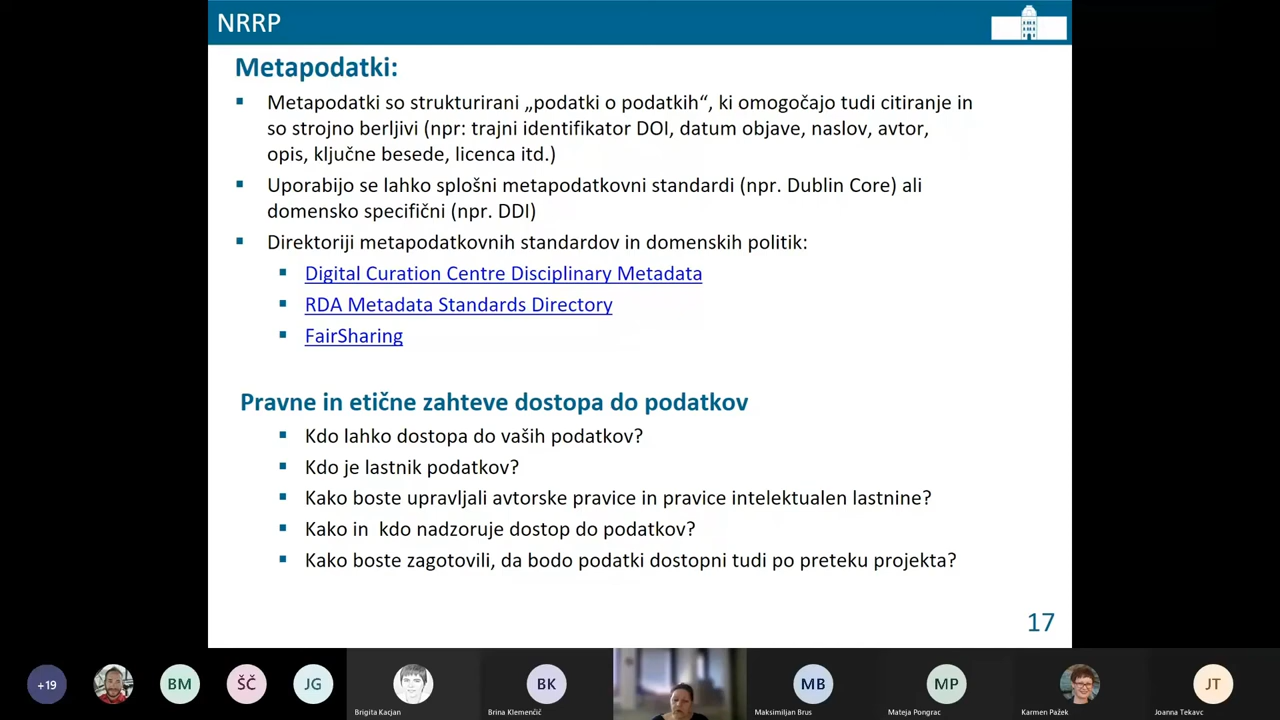 NRRP
Metapodatki:
Metapodatki so strukturirani „podatki o podatkih“, ki omogočajo tudi citiranje in
so strojno berljivi (npr: trajni identifikator DOI, datum objave, naslov, avtor,
opis, ključne besede, licenca itd.)
Uporabijo se lahko splošni metapodatkovni standardi (npr. Dublin Core) ali
domensko specifični (npr. DDI)
Direktoriji metapodatkovnih standardov in domenskih politik:
Digital Curation Centre Disciplinary Metadata
RDA Metadata Standards Directory
FairSharing
Pravne in etične zahteve dostopa do podatkov
Kdo lahko dostopa do vaših podatkov?
Kdo je lastnik podatkov?
Kako boste upravljali avtorske pravice in pravice intelektualen lastnine?
Kako in kdo nadzoruje dostop do podatkov?
Kako boste zagotovili, da bodo podatki dostopni tudi po preteku projekta?
17
+19
BM
ŠČ
JG
Brigita Kacjan
BK
Brina Klemenčič
MB
Maksimiljan Brus
MP
Mateja Pongrac
Karmen Pažek
JT
Joanna Tekavc